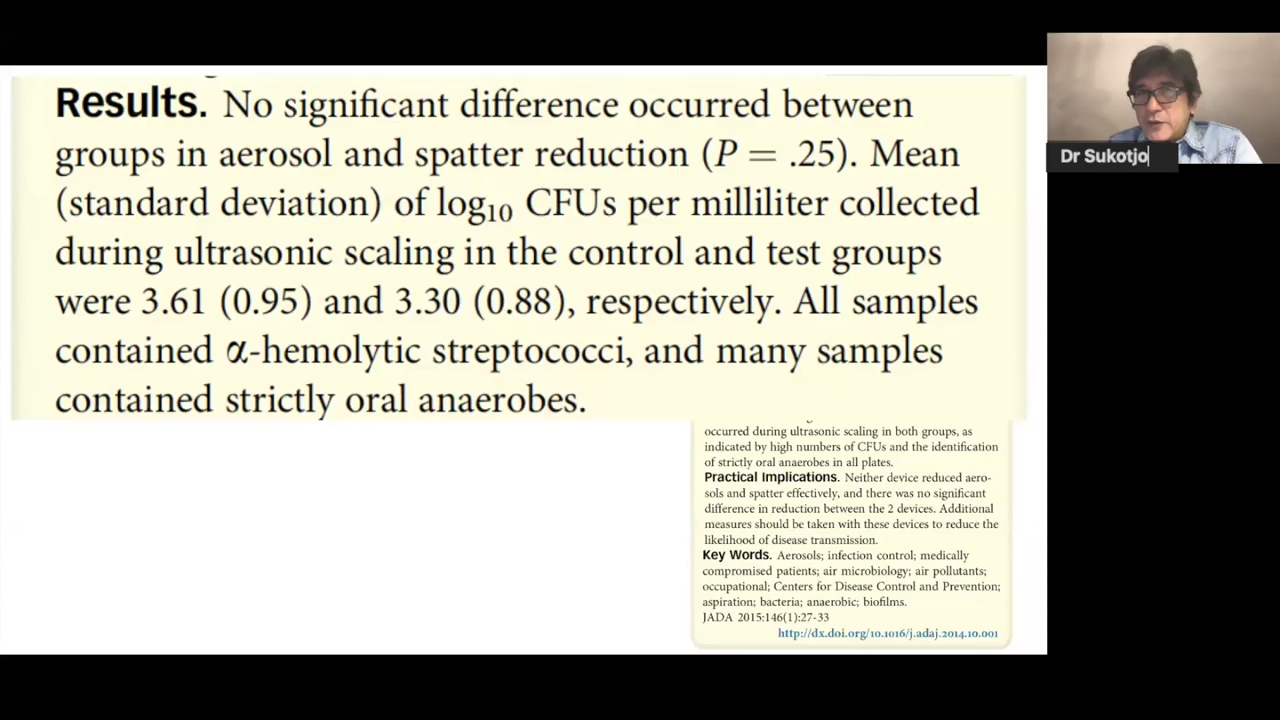 Results. No significant difference occurred between
groups in aerosol and spatter reduction (P = .25). Mean
(standard deviation) of log₁₀ CFUs per milliliter collected
during ultrasonic scaling in the control and test groups
were 3.61 (0.95) and 3.30 (0.88), respectively. All samples
contained α-hemolytic streptococci, and many samples
contained strictly oral anaerobes.
occurred during ultrasonic scaling in both groups, as
indicated by high numbers of CFUs and the identification
of strictly oral anaerobes in all plates.
Practical Implications. Neither device reduced aero-
sols and spatter effectively, and there was no significant
difference in reduction between the 2 devices. Additional
measures should be taken with these devices to reduce the
likelihood of disease transmission.
Key Words. Aerosols; infection control; medically
compromised patients; air microbiology; air pollutants;
occupational; Centers for Disease Control and Prevention;
aspiration; bacteria; anaerobic; biofilms.
JADA 2015:146(1):27-33
http://dx.doi.org/10.1016/j.adaj.2014.10.001
Dr Sukotjo